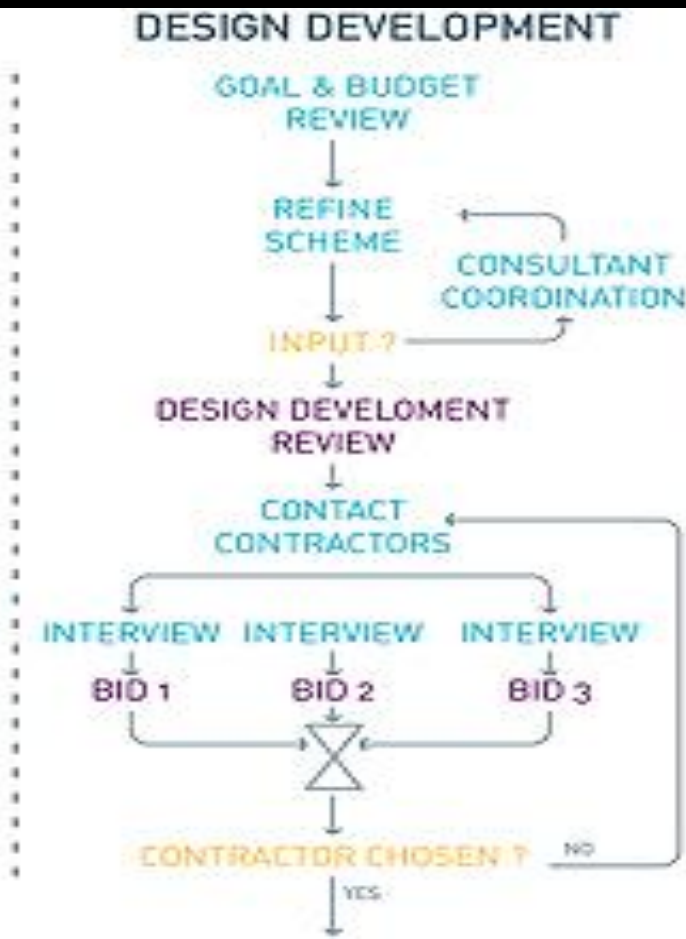 DESIGN DEVELOPMENT
GOAL & BUDGET
REVIEW
REFINE
SCHEME
CONSULTANT
COORDINATION
INPUT ?
DESIGN DEVELOMENT
REVIEW
CONTACT
CONTRACTORS
INTERVIEW INTERVIEW INTERVIEW
BID 1 BID 2 BID 3
CONTRACTOR CHOSEN ? NO
YES